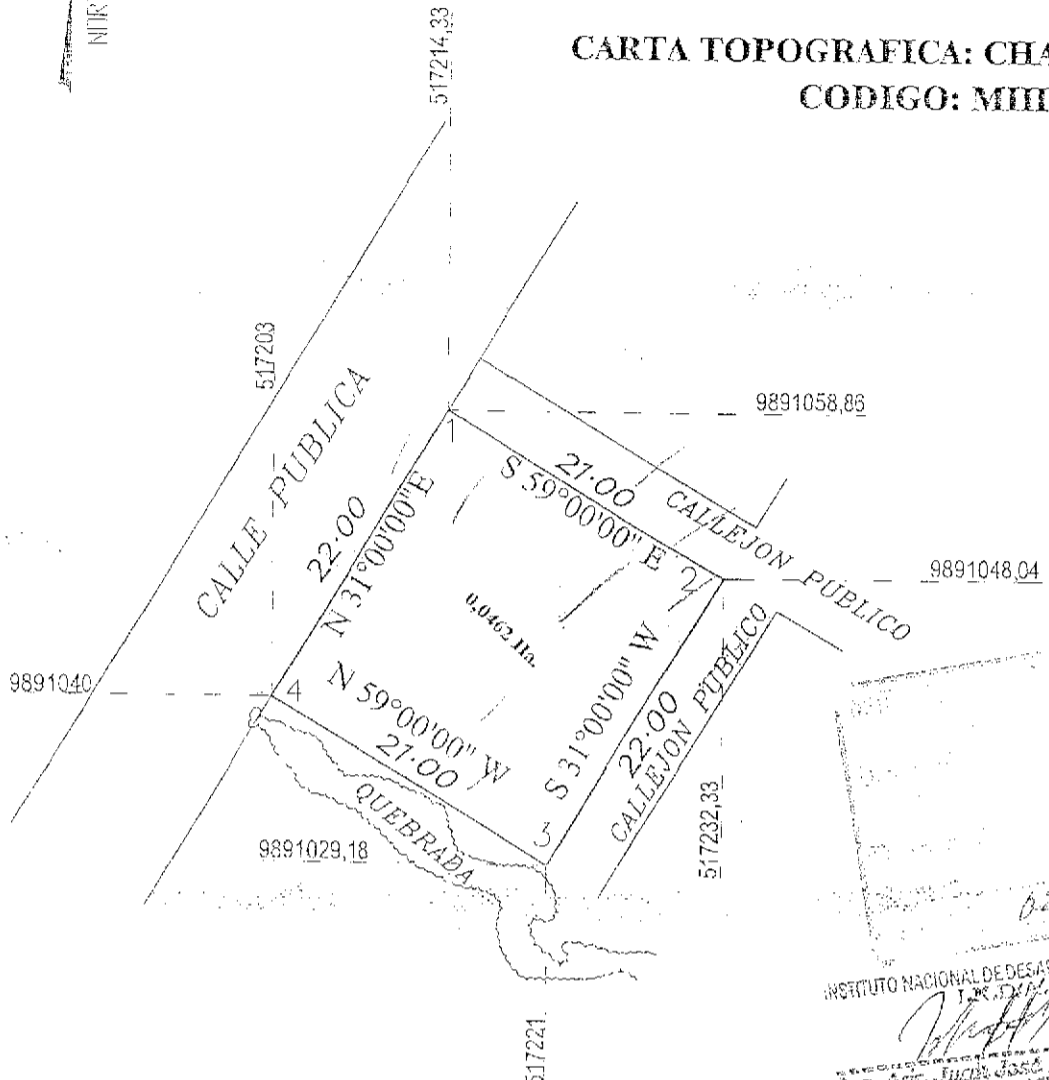 NOR
517214,33
CARTA TOPOGRAFICA: CHA
CODIGO: MIII
517203
CALLE PUBLICA
9891058,86
1
22.00
N 31°00'00"E
21.00
S 59°00'00" E
CALLEJON PUBLICO
2
9891048,04
0,0462 Ha.
9891040
4
N 59°00'00" W
21.00
S 31°00'00" W
22.00
CALLEJON PUBLICO
QUEBRADA
3
9891029,18
517232,33
517221
INSTITUTO NACIONAL DE DESA
Juan José